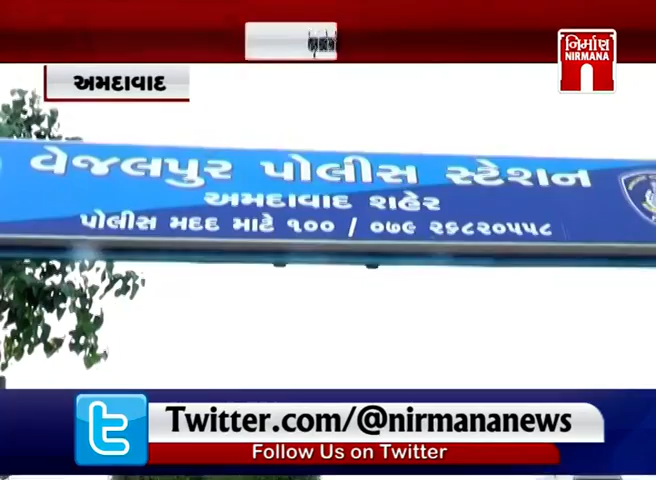 નિર્માણ
NIRMANA
અમદાવાદ
વેજલપુર પોલીસ સ્ટેશન
અમદાવાદ શહેર
પોલીસ મદદ માટે ૧૦૦ / ૦૭૯ ૨૬૮૨૦૫૫૮
Twitter.com/@nirmananews
Follow Us on Twitter